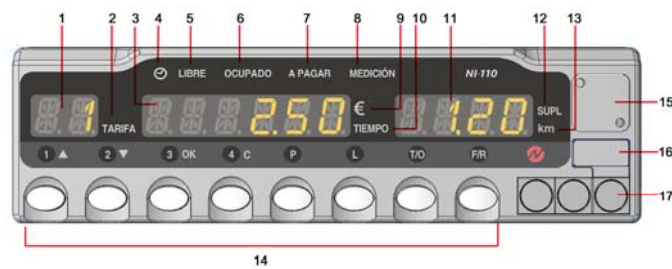 1 2 3 4 5 6 7 8 9 10 11 12 13
LIBRE OCUPADO A PAGAR MEDICIÓN NI-110
1 TARIFA 2.50 € TIEMPO 1.20 SUPL km
1 ▲ 2 ▼ 3 OK 4 C P L T/O F/R
15
16
17
14